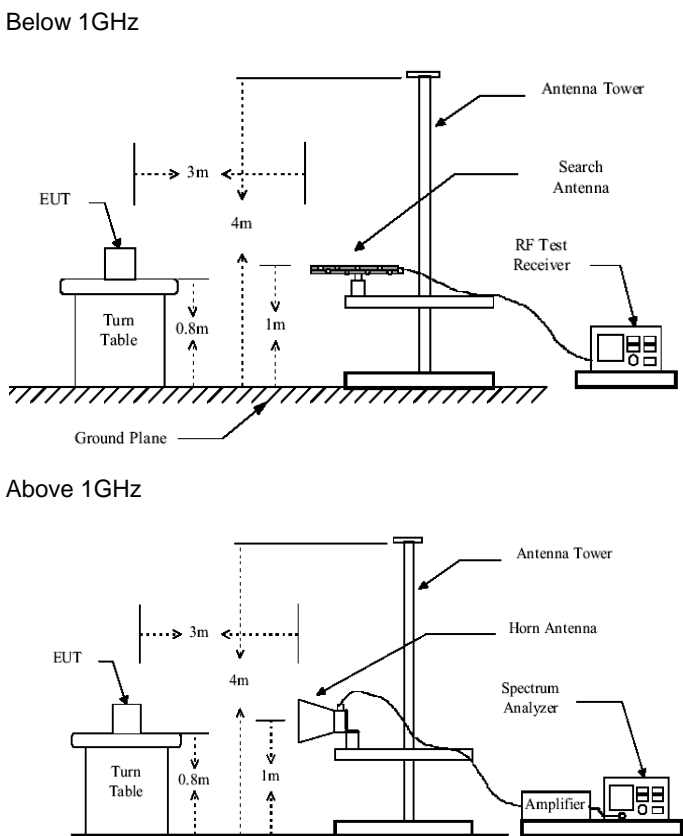 Below 1GHz
Antenna Tower
3m
Search
Antenna
EUT
4m
RF Test
Receiver
Turn
Table
0.8m
1m
Ground Plane
Above 1GHz
Antenna Tower
3m
Horn Antenna
EUT
4m
Spectrum
Analyzer
Turn
Table
0.8m
1m
Amplifier